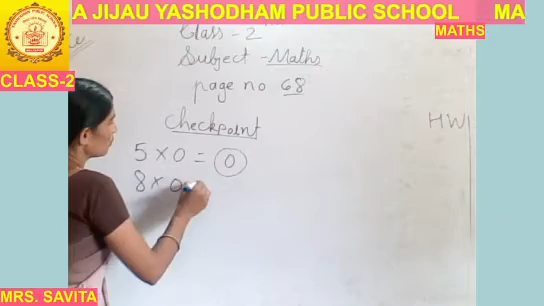 A JIJAU YASHODHAM PUBLIC SCHOOL MA
MATHS
CLASS-2
Class - 2
Subject - Maths
page no 68
Checkpoint
HW
5 × 0 = 0
8 × 0
MRS. SAVITA